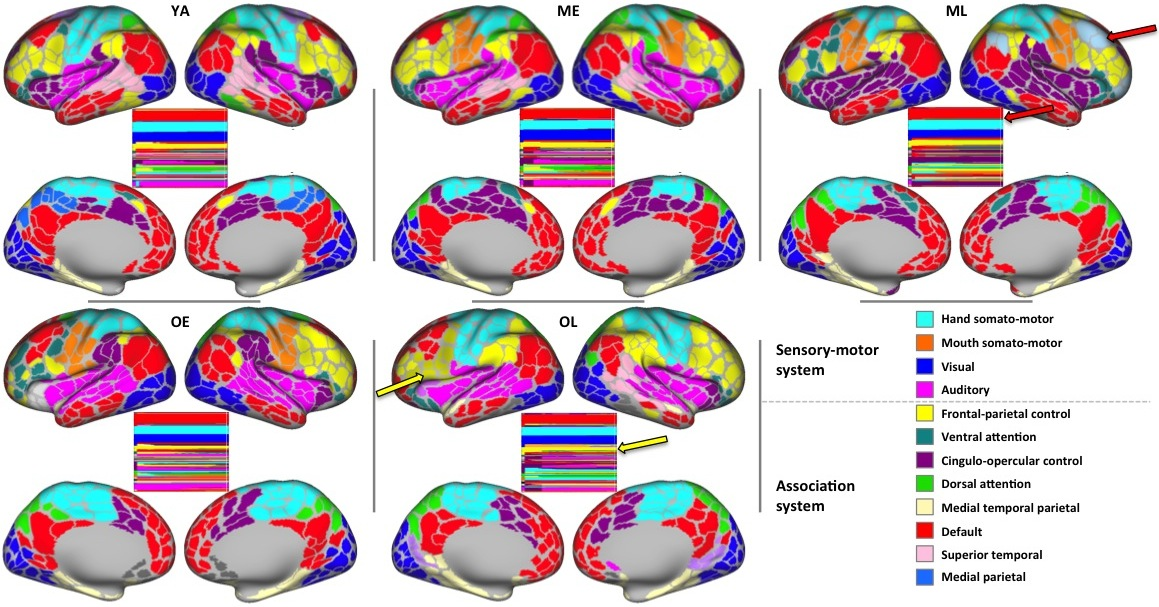 YA
ME
ML
OE
OL
Sensory-motor
system
Association
system
Hand somato-motor
Mouth somato-motor
Visual
Auditory
Frontal-parietal control
Ventral attention
Cingulo-opercular control
Dorsal attention
Medial temporal parietal
Default
Superior temporal
Medial parietal